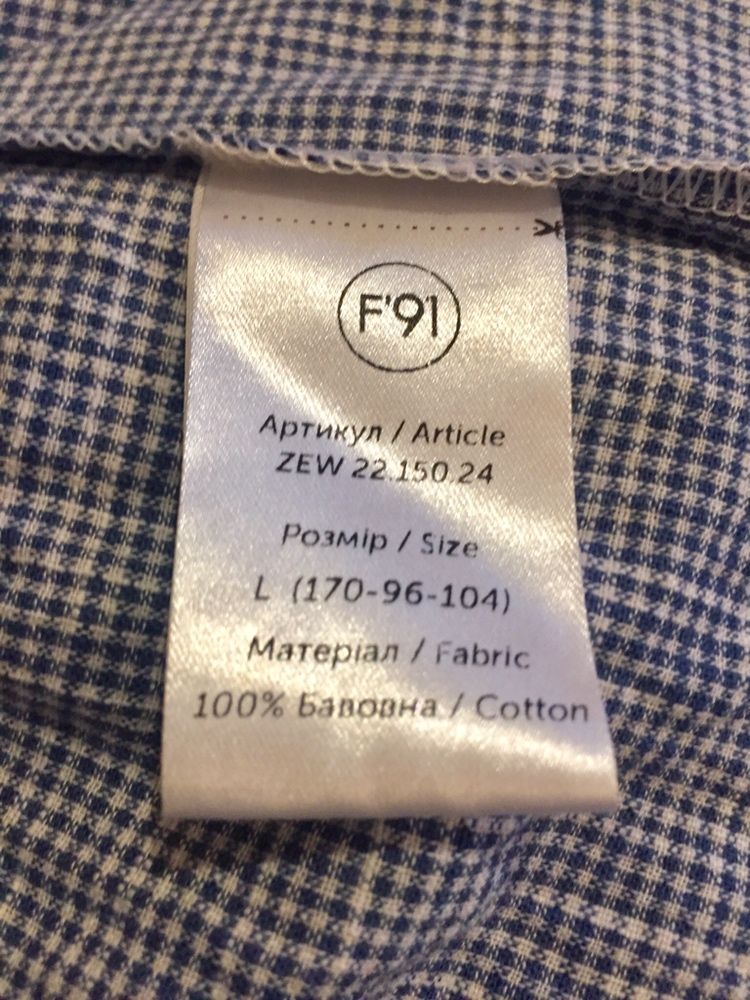 F'91
Артикул / Article
ZEW 22.150.24
Розмір / Size
L (170-96-104)
Матеріал / Fabric
100% Бавовна / Cotton